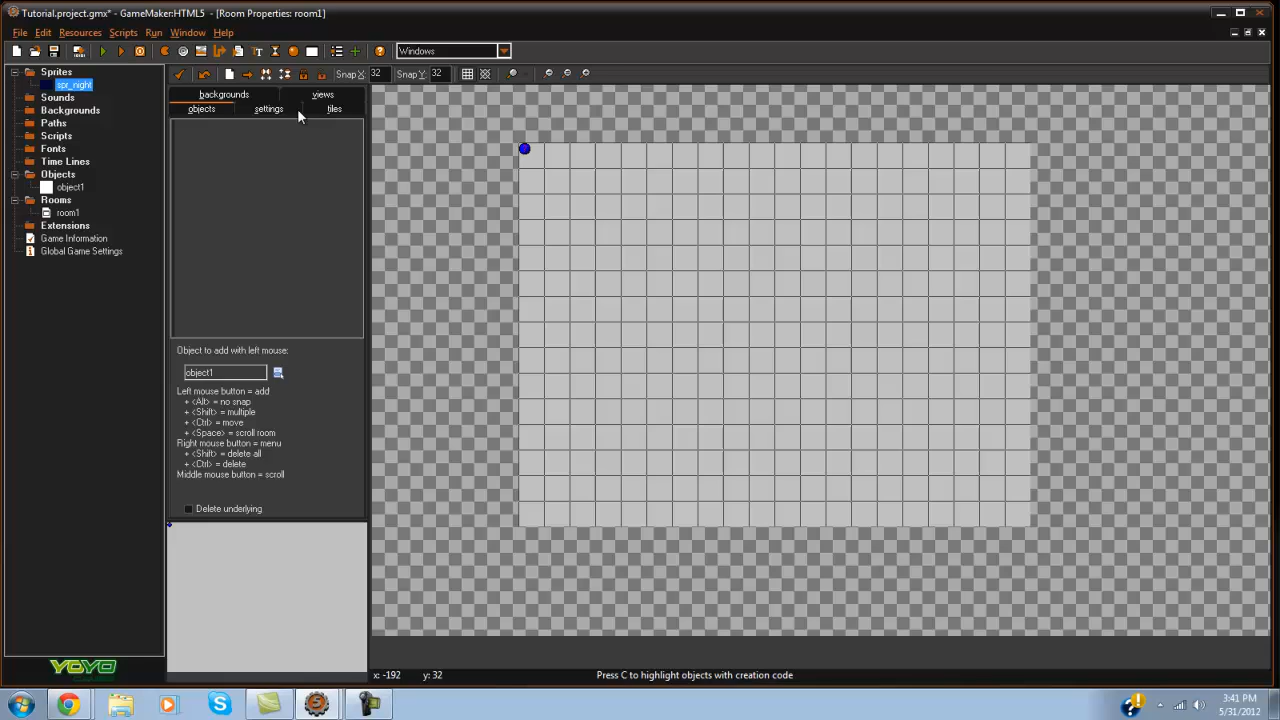 Tutorial.project.gmx* - GameMaker:HTML5 - [Room Properties: room1]
File Edit Resources Scripts Run Window Help
Windows
Snap X: 32 Snap Y: 32
Sprites
spr_night
Sounds
Backgrounds
Paths
Scripts
Fonts
Time Lines
Objects
object1
Rooms
room1
Extensions
Game Information
Global Game Settings
backgrounds views
objects settings tiles
Object to add with left mouse:
object1
Left mouse button = add
+ <Alt> = no snap
+ <Shift> = multiple
+ <Ctrl> = move
+ <Space> = scroll room
Right mouse button = menu
+ <Shift> = delete all
+ <Ctrl> = delete
Middle mouse button = scroll
Delete underlying
YOYO
x: -192 y: 32 Press C to highlight objects with creation code
3:41 PM
5/31/2012